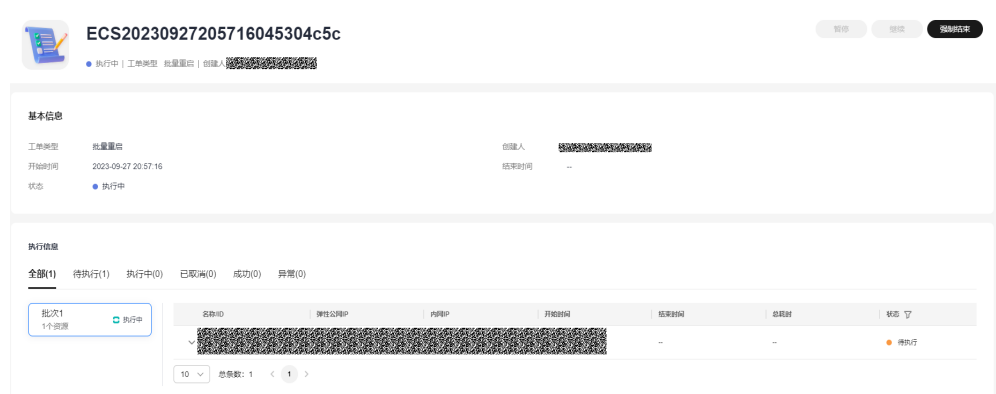 ECS20230927205716045304c5c
暂停
继续
强制结束
执行中 | 工单类型 批量重启 | 创建人
基本信息
工单类型 批量重启 创建人
开始时间 2023-09-27 20:57:16 结束时间 --
状态 执行中
执行信息
全部(1) 待执行(1) 执行中(0) 已取消(0) 成功(0) 异常(0)
批次1
1个资源
执行中
名称/ID 弹性公网IP 内网IP 开始时间 结束时间 总耗时 状态
-- -- 待执行
10 总条数: 1 < 1 >